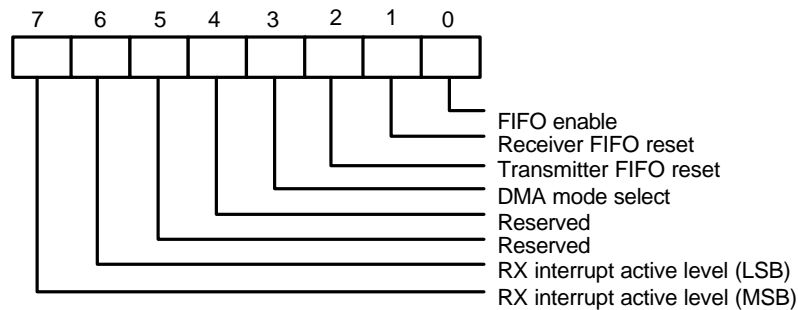 7 6 5 4 3 2 1 0
FIFO enable
Receiver FIFO reset
Transmitter FIFO reset
DMA mode select
Reserved
Reserved
RX interrupt active level (LSB)
RX interrupt active level (MSB)